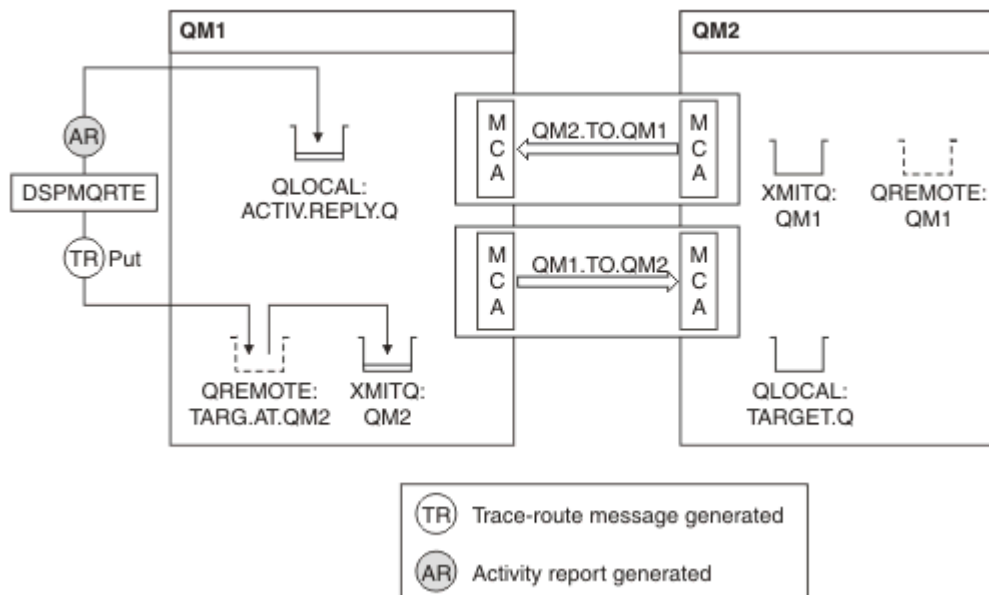 QM1
QM2
AR
DSPMQRTE
TR Put
QLOCAL:
ACTIV.REPLY.Q
M
C
A
QM2.TO.QM1
M
C
A
XMITQ:
QM1
QREMOTE:
QM1
M
C
A
QM1.TO.QM2
M
C
A
QREMOTE:
TARG.AT.QM2
XMITQ:
QM2
QLOCAL:
TARGET.Q
TR Trace-route message generated
AR Activity report generated